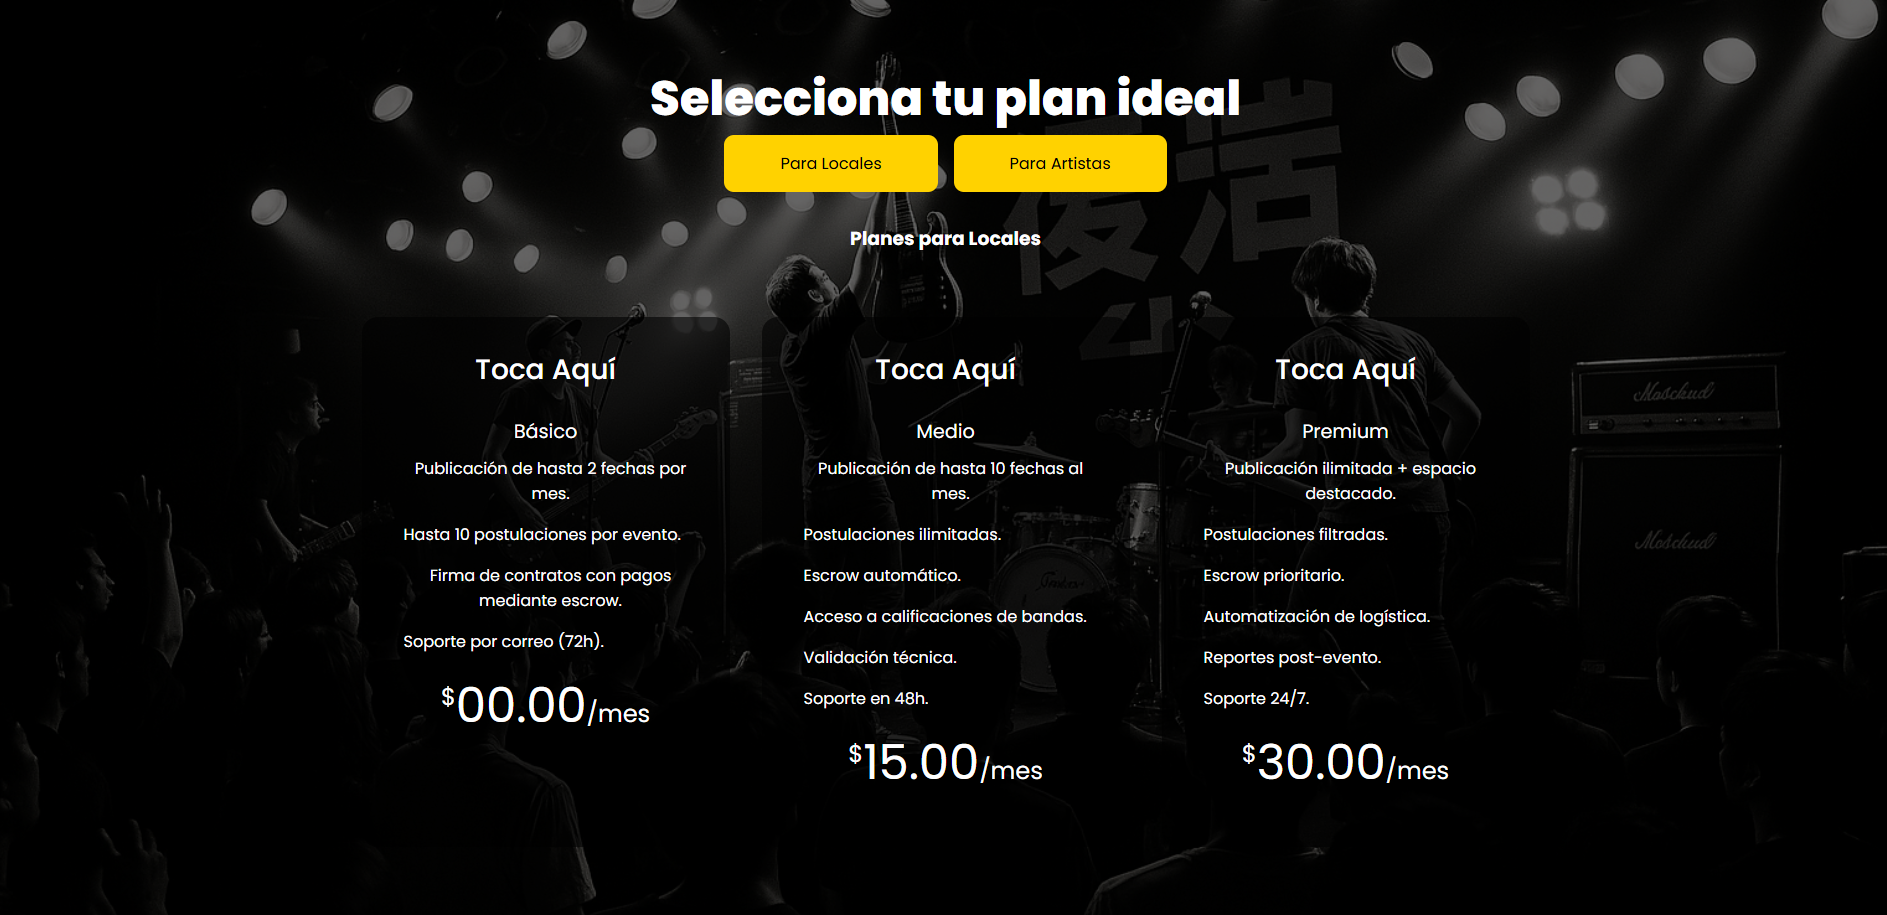 Selecciona tu plan ideal
Para Locales
Para Artistas
Planes para Locales
Toca Aquí
Básico
Publicación de hasta 2 fechas por
mes.
Hasta 10 postulaciones por evento.
Firma de contratos con pagos
mediante escrow.
Soporte por correo (72h).
$00.00/mes
Toca Aquí
Medio
Publicación de hasta 10 fechas al
mes.
Postulaciones ilimitadas.
Escrow automático.
Acceso a calificaciones de bandas.
Validación técnica.
Soporte en 48h.
$15.00/mes
Toca Aquí
Premium
Publicación ilimitada + espacio
destacado.
Postulaciones filtradas.
Escrow prioritario.
Automatización de logística.
Reportes post-evento.
Soporte 24/7.
$30.00/mes